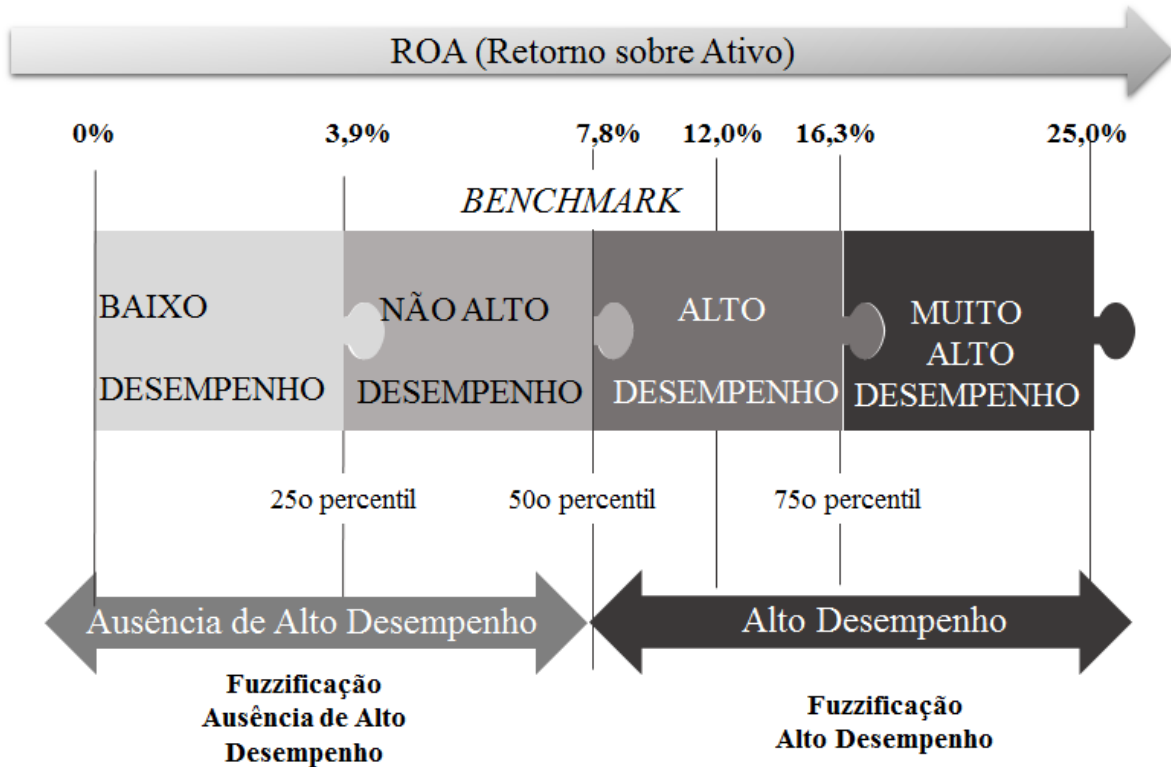 ROA (Retorno sobre Ativo)
0% 3,9% 7,8% 12,0% 16,3% 25,0%
BENCHMARK
BAIXO
DESEMPENHO
NÃO ALTO
DESEMPENHO
ALTO
DESEMPENHO
MUITO
ALTO
DESEMPENHO
25o percentil 50o percentil 75o percentil
Ausência de Alto Desempenho
Alto Desempenho
Fuzzificação
Ausência de Alto
Desempenho
Fuzzificação
Alto Desempenho